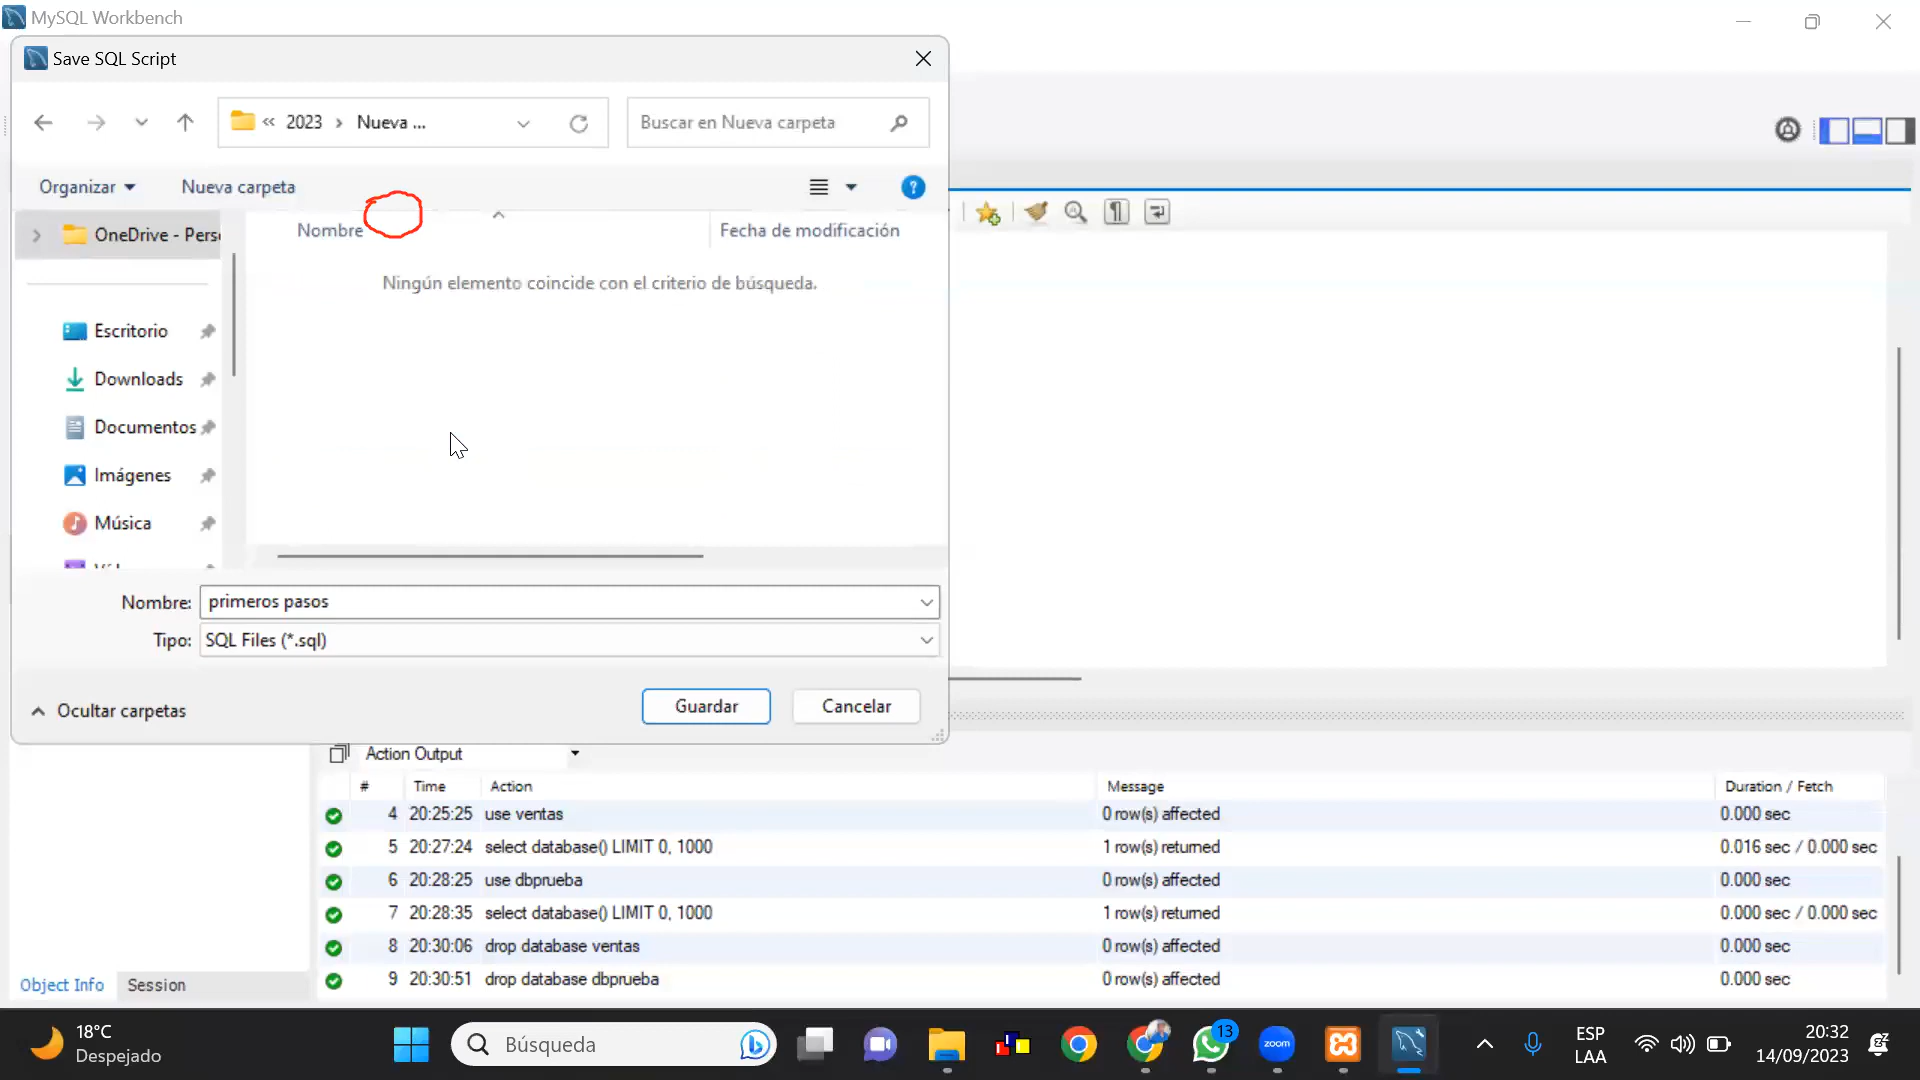 MySQL Workbench
Save SQL Script
« 2023 › Nueva ...
Buscar en Nueva carpeta
Organizar
Nueva carpeta
?
OneDrive - Perso
Nombre
Fecha de modificación
Ningún elemento coincide con el criterio de búsqueda.
Escritorio
Downloads
Documentos
Imágenes
Música
Nombre: primeros pasos
Tipo: SQL Files (*.sql)
Ocultar carpetas
Guardar
Cancelar
Action Output
# Time Action Message Duration / Fetch
4 20:25:25 use ventas 0 row(s) affected 0.000 sec
5 20:27:24 select database() LIMIT 0, 1000 1 row(s) returned 0.016 sec / 0.000 sec
6 20:28:25 use dbprueba 0 row(s) affected 0.000 sec
7 20:28:35 select database() LIMIT 0, 1000 1 row(s) returned 0.000 sec / 0.000 sec
8 20:30:06 drop database ventas 0 row(s) affected 0.000 sec
9 20:30:51 drop database dbprueba 0 row(s) affected 0.000 sec
Object Info
Session
18°C
Despejado
Búsqueda
13
zoom
ESP
LAA
20:32
14/09/2023